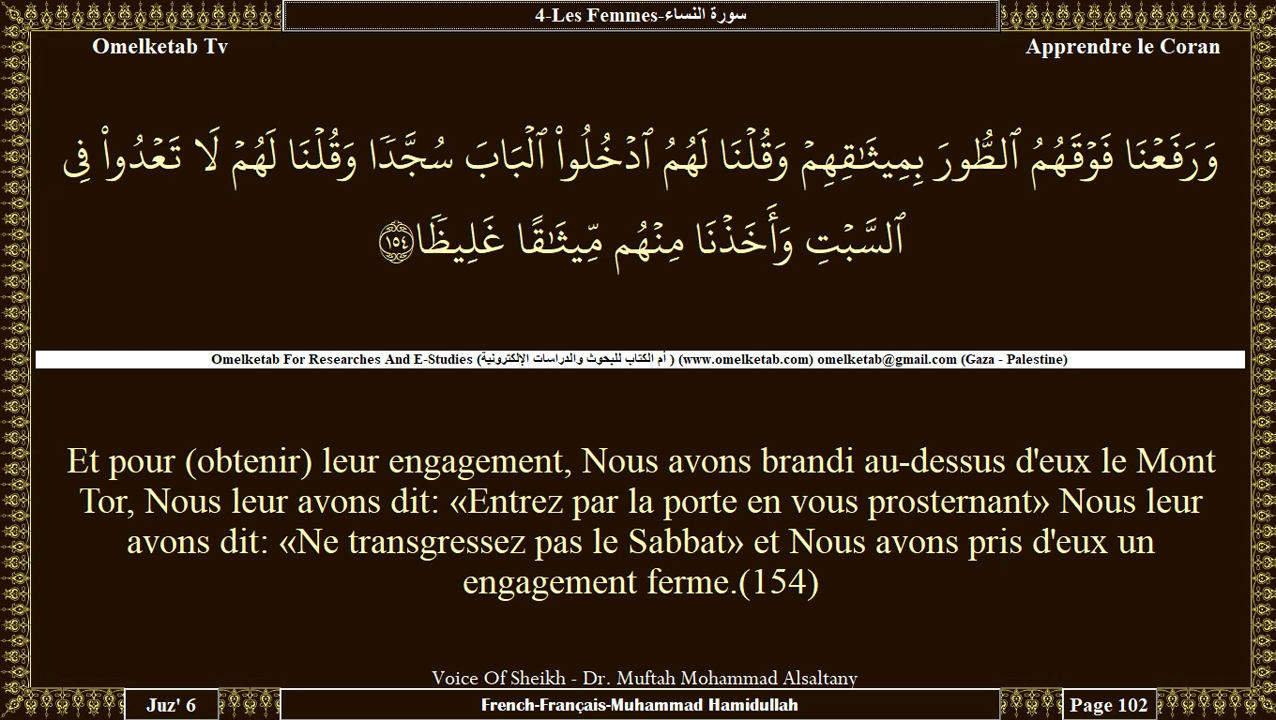 4-Les Femmes-سورة النساء
Omelketab Tv
Apprendre le Coran
وَرَفَعْنَا فَوْقَهُمُ ٱلطُّورَ بِمِيثَـٰقِهِمْ وَقُلْنَا لَهُمُ ٱدْخُلُوا۟ ٱلْبَابَ سُجَّدًا وَقُلْنَا لَهُمْ لَا تَعْدُوا۟ فِى
ٱلسَّبْتِ وَأَخَذْنَا مِنْهُم مِّيثَـٰقًا غَلِيظًا ١٥٤
Omelketab For Researches And E-Studies (أم الكتاب للبحوث والدراسات الإلكترونية ) (www.omelketab.com) omelketab@gmail.com (Gaza - Palestine)
Et pour (obtenir) leur engagement, Nous avons brandi au-dessus d'eux le Mont
Tor, Nous leur avons dit: «Entrez par la porte en vous prosternant» Nous leur
avons dit: «Ne transgressez pas le Sabbat» et Nous avons pris d'eux un
engagement ferme.(154)
Voice Of Sheikh - Dr. Muftah Mohammad Alsaltany
Juz' 6
French-Français-Muhammad Hamidullah
Page 102